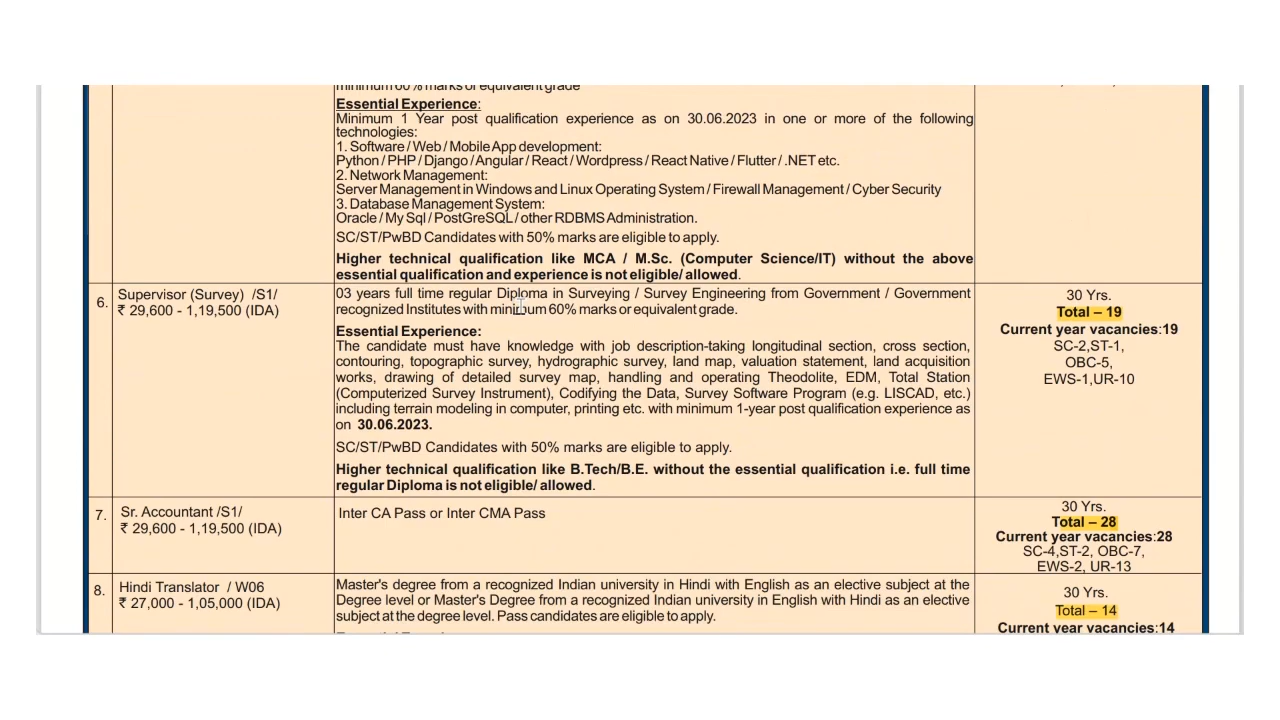 minimum 60% marks or equivalent grade
Essential Experience:
Minimum 1 Year post qualification experience as on 30.06.2023 in one or more of the following
technologies:
1. Software / Web / Mobile App development:
Python / PHP / Django / Angular / React / Wordpress / React Native / Flutter / .NET etc.
2. Network Management:
Server Management in Windows and Linux Operating System / Firewall Management / Cyber Security
3. Database Management System:
Oracle / My Sql / PostGreSQL / other RDBMS Administration.
SC/ST/PwBD Candidates with 50% marks are eligible to apply.
Higher technical qualification like MCA / M.Sc. (Computer Science/IT) without the above
essential qualification and experience is not eligible/ allowed.
6.
Supervisor (Survey) /S1/
₹ 29,600 - 1,19,500 (IDA)
03 years full time regular Diploma in Surveying / Survey Engineering from Government / Government
recognized Institutes with minimum 60% marks or equivalent grade.
Essential Experience:
The candidate must have knowledge with job description-taking longitudinal section, cross section,
contouring, topographic survey, hydrographic survey, land map, valuation statement, land acquisition
works, drawing of detailed survey map, handling and operating Theodolite, EDM, Total Station
(Computerized Survey Instrument), Codifying the Data, Survey Software Program (e.g. LISCAD, etc.)
including terrain modeling in computer, printing etc. with minimum 1-year post qualification experience as
on 30.06.2023.
SC/ST/PwBD Candidates with 50% marks are eligible to apply.
Higher technical qualification like B.Tech/B.E. without the essential qualification i.e. full time
regular Diploma is not eligible/ allowed.
30 Yrs.
Total – 19
Current year vacancies:19
SC-2,ST-1,
OBC-5,
EWS-1,UR-10
7.
Sr. Accountant /S1/
₹ 29,600 - 1,19,500 (IDA)
Inter CA Pass or Inter CMA Pass
30 Yrs.
Total – 28
Current year vacancies:28
SC-4,ST-2, OBC-7,
EWS-2, UR-13
8.
Hindi Translator / W06
₹ 27,000 - 1,05,000 (IDA)
Master's degree from a recognized Indian university in Hindi with English as an elective subject at the
Degree level or Master's Degree from a recognized Indian university in English with Hindi as an elective
subject at the degree level. Pass candidates are eligible to apply.
30 Yrs.
Total – 14
Current year vacancies:14